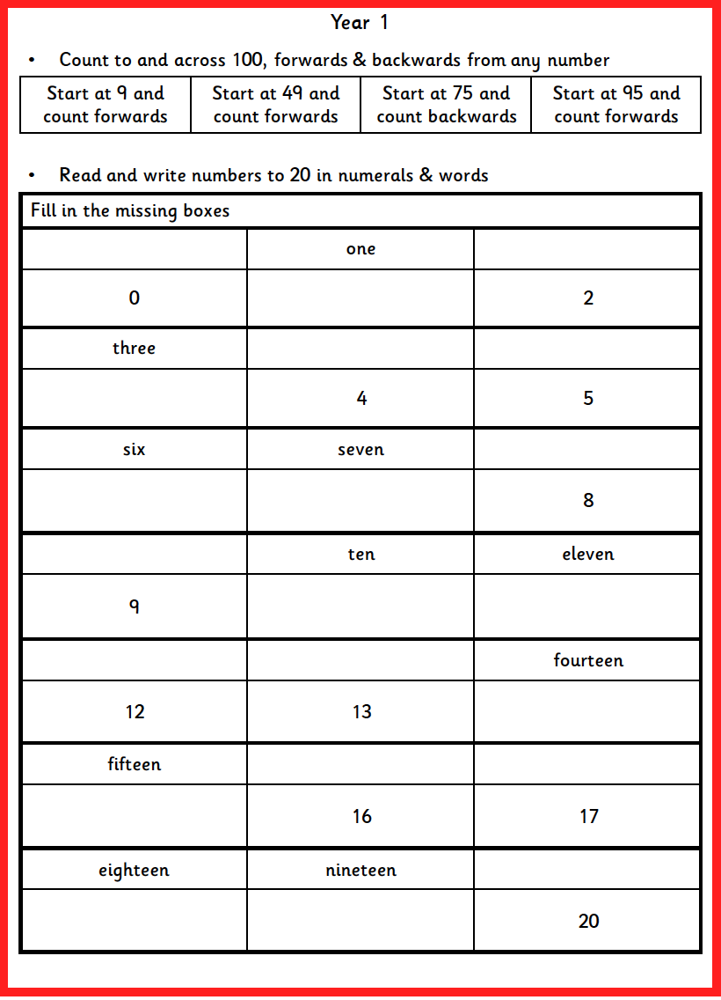 Year 1
• Count to and across 100, forwards & backwards from any number
Start at 9 and count forwards
Start at 49 and count forwards
Start at 75 and count backwards
Start at 95 and count forwards
• Read and write numbers to 20 in numerals & words
Fill in the missing boxes
one
0 2
three
4 5
six seven
8
ten eleven
9
fourteen
12 13
fifteen
16 17
eighteen nineteen
20